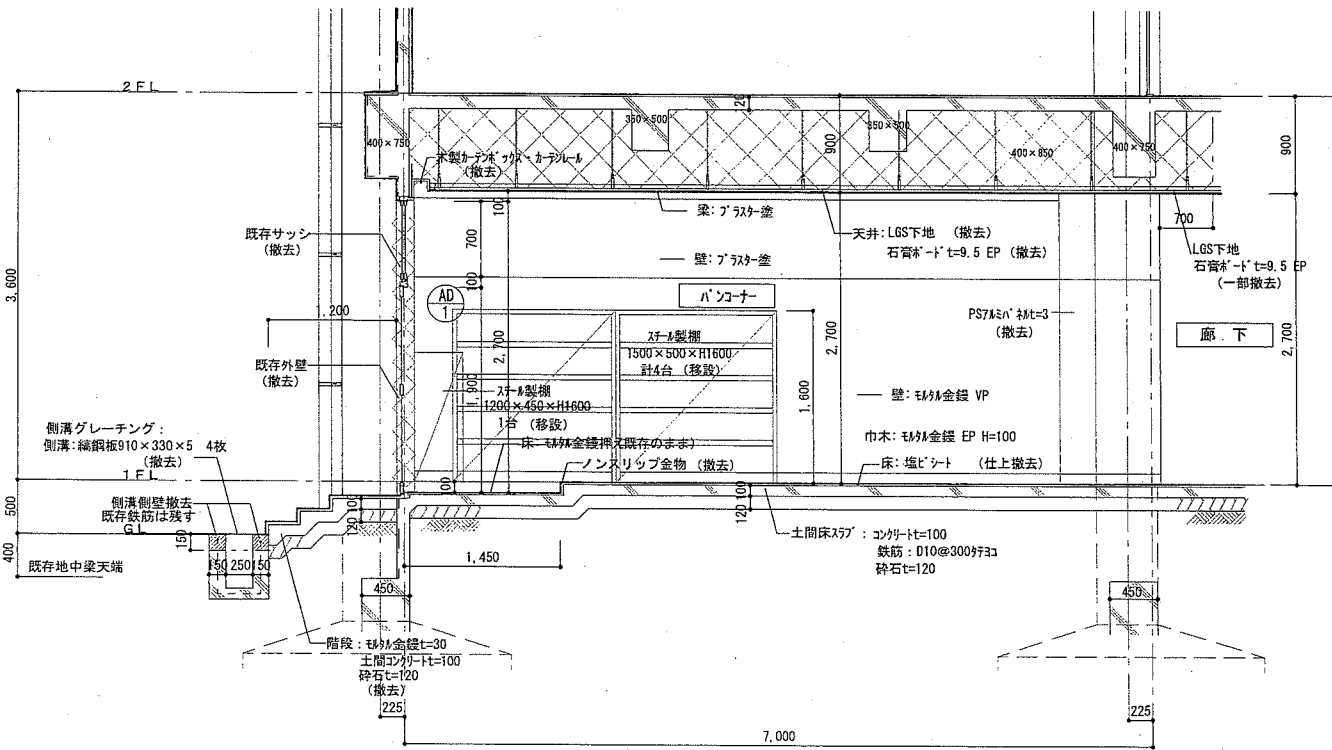 2FL
20
350×500
350×500
400×750
400×850
400×750
900
900
木製カーテンボックス・カーテンレール
(撤去)
100
梁: プラスター塗
700
既存サッシ
(撤去)
700
天井: LGS下地 (撤去)
石膏ボードt=9.5 EP (撤去)
LGS下地
石膏ボードt=9.5 EP
(一部撤去)
壁: プラスター塗
100
3,600
AD
1
パンコーナー
1,200
PSアルミパネルt=3
(撤去)
廊 下
2,700
2,700
2,700
スチール製棚
1500×500×H1600
計4台 (移設)
既存外壁
(撤去)
1,900
1,600
スチール製棚
1200×450×H1600
1台 (移設)
壁: モルタル金鏝 VP
側溝グレーチング:
側溝: 縞鋼板910×330×5 4枚
(撤去)
床: モルタル金鏝押え既存のまま)
巾木: モルタル金鏝 EP H=100
ノンスリップ金物 (撤去)
床: 塩ビシート (仕上撤去)
1FL
100
500
側溝側壁撤去
既存鉄筋は残す
GL
100
120
100
120
150
土間床スラブ: コンクリートt=100
鉄筋: D10@300タテヨコ
砕石t=120
400
既存地中梁天端
150
250
150
1,450
450
450
階段: モルタル金鏝t=30
土間コンクリートt=100
砕石t=120
(撤去)
225
225
7,000